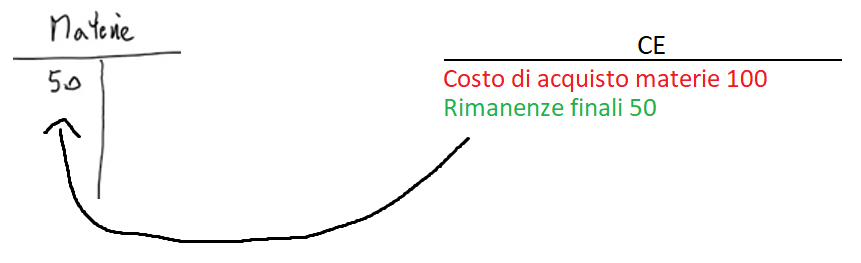 Materie
50
CE
Costo di acquisto materie 100
Rimanenze finali 50